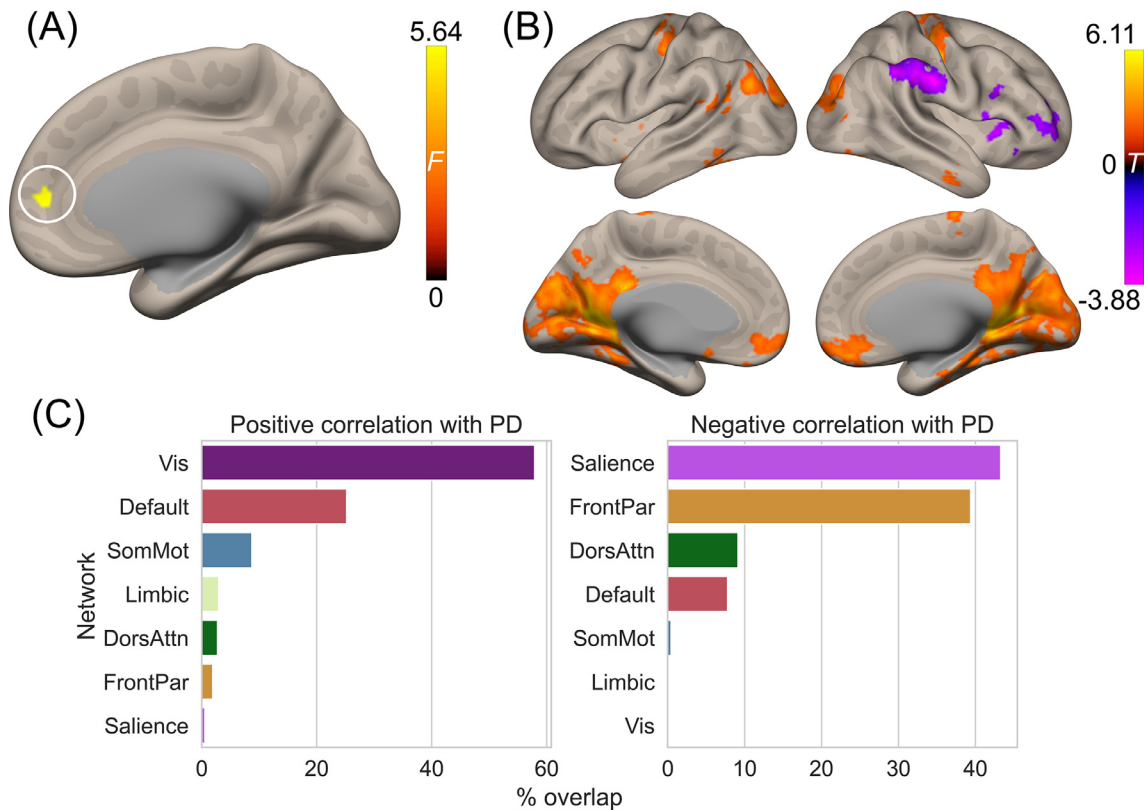 (A)
5.64
F
0
(B)
6.11
0
T
-3.88
(C)
Positive correlation with PD
Network
Vis
Default
SomMot
Limbic
DorsAttn
FrontPar
Salience
0 20 40 60
Negative correlation with PD
Salience
FrontPar
DorsAttn
Default
SomMot
Limbic
Vis
0 10 20 30 40
% overlap